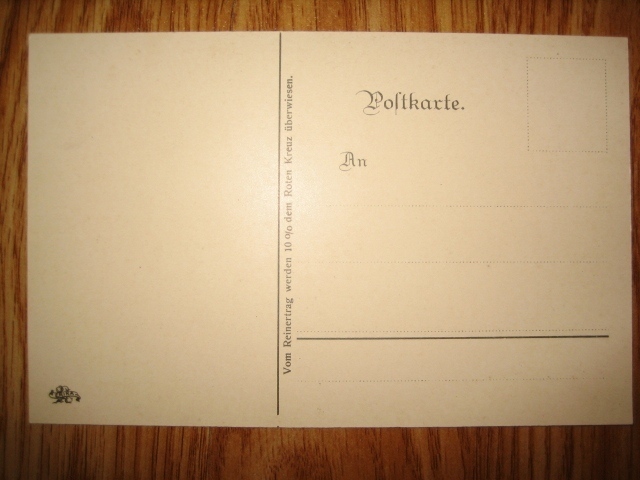 Postkarte.
An
Vom Reinertrag werden 10 % dem Roten Kreuz überwiesen.